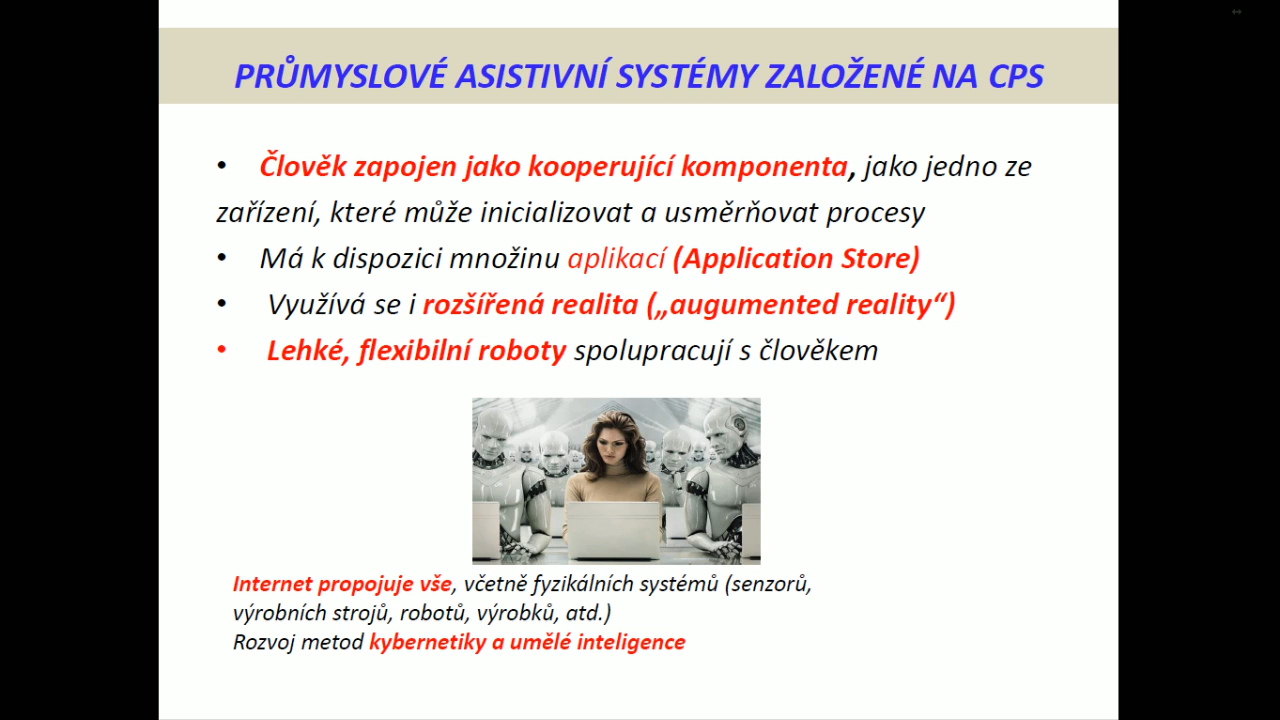 PRŮMYSLOVÉ ASISTIVNÍ SYSTÉMY ZALOŽENÉ NA CPS
• Člověk zapojen jako kooperující komponenta, jako jedno ze
zařízení, které může inicializovat a usměrňovat procesy
• Má k dispozici množinu aplikací (Application Store)
• Využívá se i rozšířená realita („augumented reality“)
• Lehké, flexibilní roboty spolupracují s člověkem
Internet propojuje vše, včetně fyzikálních systémů (senzorů,
výrobních strojů, robotů, výrobků, atd.)
Rozvoj metod kybernetiky a umělé inteligence